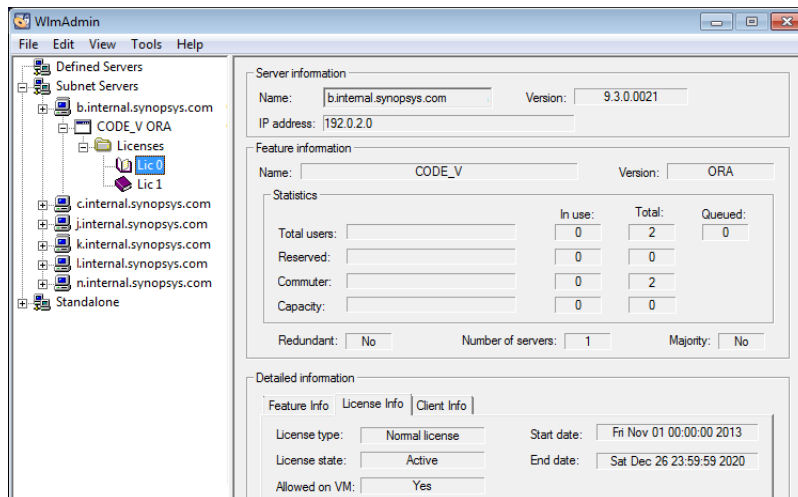 WlmAdmin
File Edit View Tools Help
Defined Servers
Subnet Servers
b.internal.synopsys.com
CODE_V ORA
Licenses
Lic 0
Lic 1
c.internal.synopsys.com
j.internal.synopsys.com
k.internal.synopsys.com
l.internal.synopsys.com
n.internal.synopsys.com
Standalone
Server information
Name: b.internal.synopsys.com Version: 9.3.0.0021
IP address: 192.0.2.0
Feature information
Name: CODE_V Version: ORA
Statistics
In use: Total: Queued:
Total users: 0 2 0
Reserved: 0 0
Commuter: 0 2
Capacity: 0 0
Redundant: No Number of servers: 1 Majority: No
Detailed information
Feature Info License Info Client Info
License type: Normal license Start date: Fri Nov 01 00:00:00 2013
License state: Active End date: Sat Dec 26 23:59:59 2020
Allowed on VM: Yes